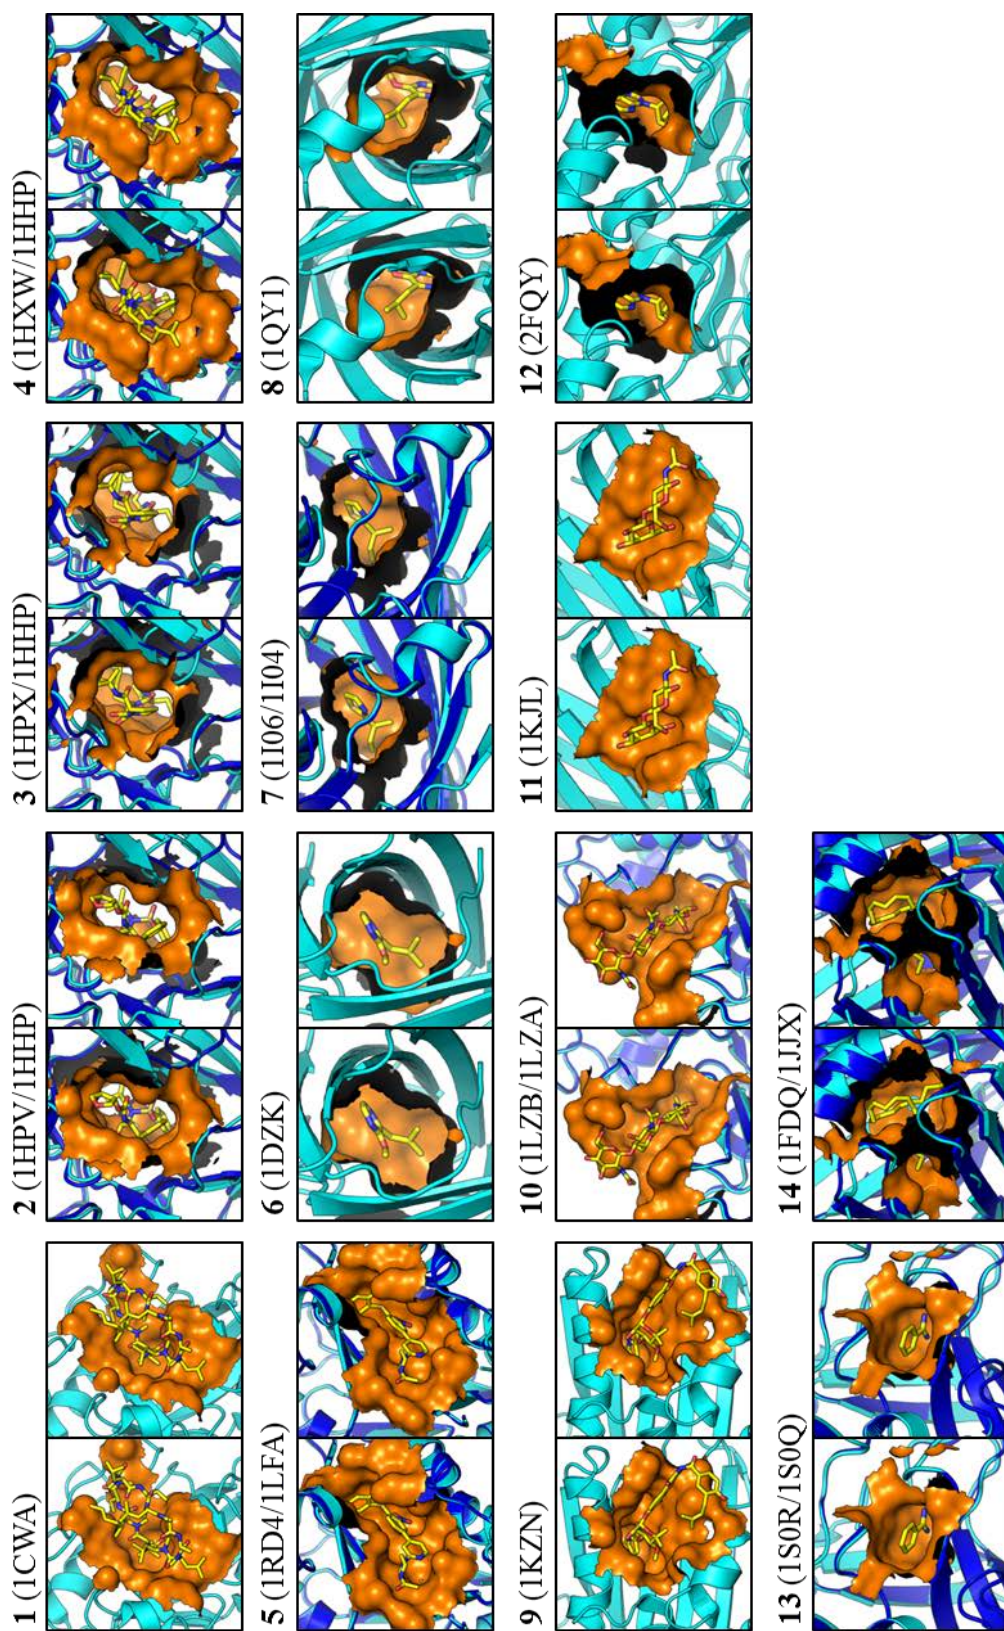 1 (1CWA)
2 (1HPV/1HHP)
3 (1HPX/1HHP)
4 (1HXW/1HHP)
5 (1RD4/1LFA)
6 (1DZK)
7 (1I06/1I04)
8 (1QY1)
9 (1KZN)
10 (1LZB/1LZA)
11 (1KJL)
12 (2FQY)
13 (1S0R/1S0Q)
14 (1FDQ/1JJX)